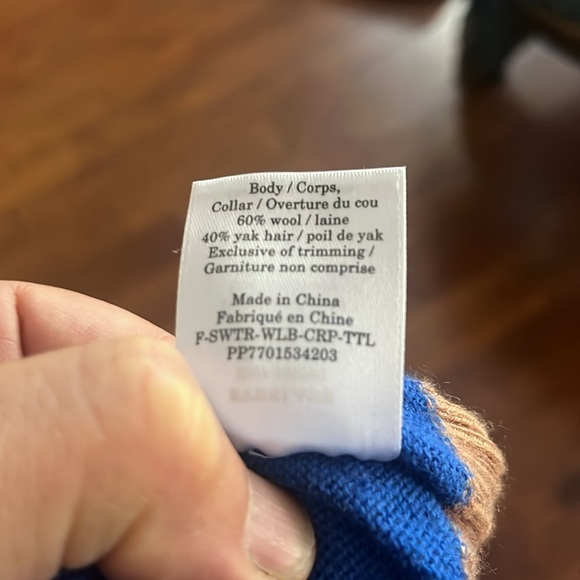 Body / Corps,
Collar / Overture du cou
60% wool / laine
40% yak hair / poil de yak
Exclusive of trimming /
Garniture non comprise
Made in China
Fabriqué en Chine
F-SWTR-WLB-CRP-TTL
PP7701534203